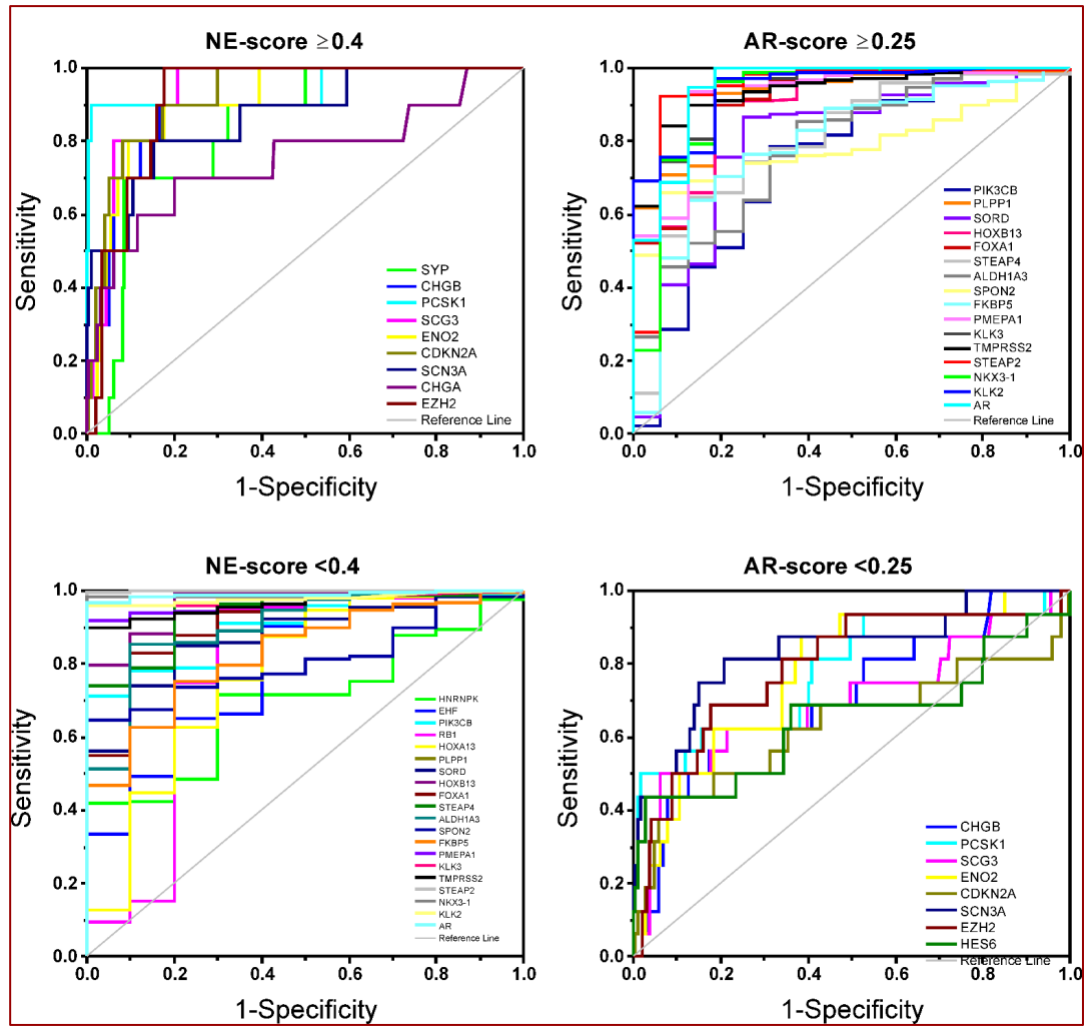 NE-score ≥0.4
1.0
0.8
0.6
0.4
0.2
0.0
Sensitivity
SYP
CHGB
PCSK1
SCG3
ENO2
CDKN2A
SCN3A
CHGA
EZH2
Reference Line
0.0 0.2 0.4 0.6 0.8 1.0
1-Specificity
AR-score ≥0.25
1.0
0.8
0.6
0.4
0.2
0.0
Sensitivity
PIK3CB
PLPP1
SORD
HOXB13
FOXA1
STEAP4
ALDH1A3
SPON2
FKBP5
PMEPA1
KLK3
TMPRSS2
STEAP2
NKX3-1
KLK2
AR
Reference Line
0.0 0.2 0.4 0.6 0.8 1.0
1-Specificity
NE-score <0.4
1.0
0.8
0.6
0.4
0.2
0.0
Sensitivity
HNRNPK
EHF
PIK3CB
RB1
HOXA13
PLPP1
SORD
HOXB13
FOXA1
STEAP4
ALDH1A3
SPON2
FKBP5
PMEPA1
KLK3
TMPRSS2
STEAP2
NKX3-1
KLK2
AR
Reference Line
0.0 0.2 0.4 0.6 0.8 1.0
1-Specificity
AR-score <0.25
1.0
0.8
0.6
0.4
0.2
0.0
Sensitivity
CHGB
PCSK1
SCG3
ENO2
CDKN2A
SCN3A
EZH2
HES6
Reference Line
0.0 0.2 0.4 0.6 0.8 1.0
1-Specificity